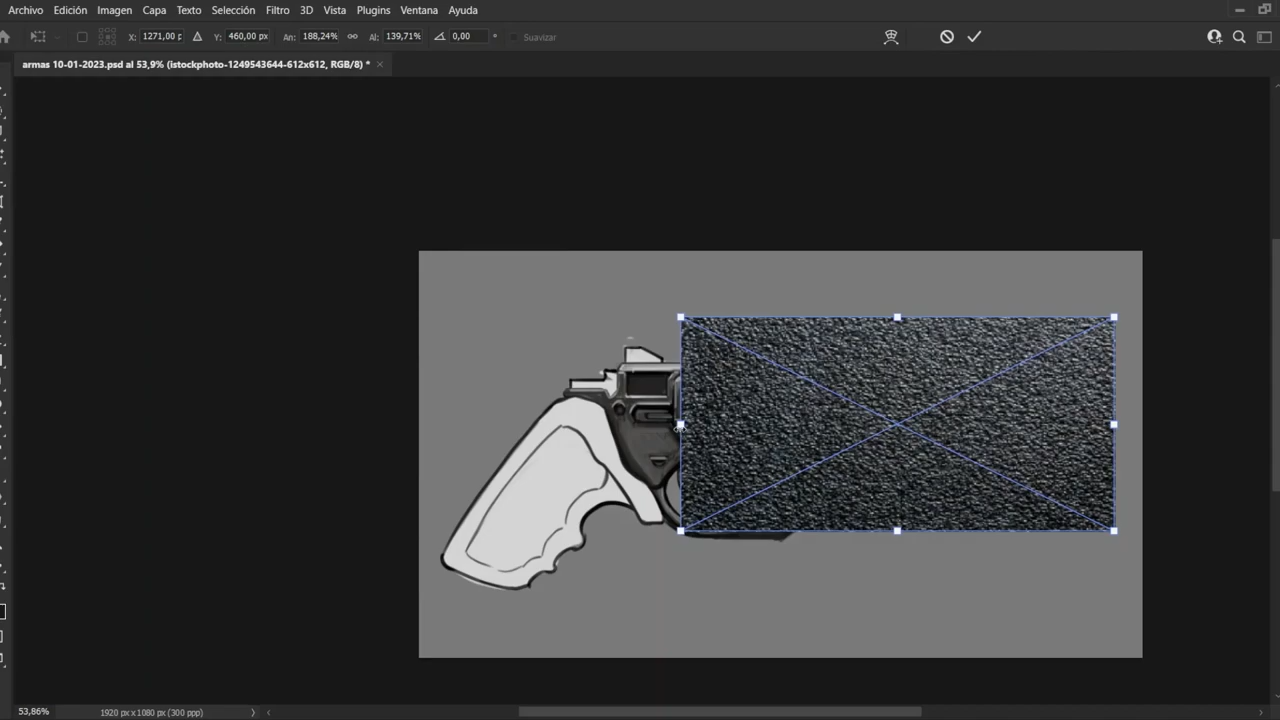 Archivo Edición Imagen Capa Texto Selección Filtro 3D Vista Plugins Ventana Ayuda
X: 1271,00 p Y: 460,00 px An: 188,24% Al: 139,71% 0,00 ° Suavizar
armas 10-01-2023.psd al 53,9% (istockphoto-1249543644-612x612, RGB/8) * ×
53,86% 1920 px x 1080 px (300 ppp)